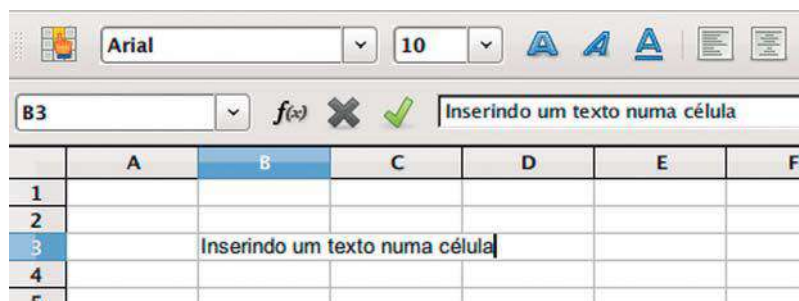 Arial 10 A A A
B3 f(x) Inserindo um texto numa célula
A B C D E F
1
2
3 Inserindo um texto numa célula
4